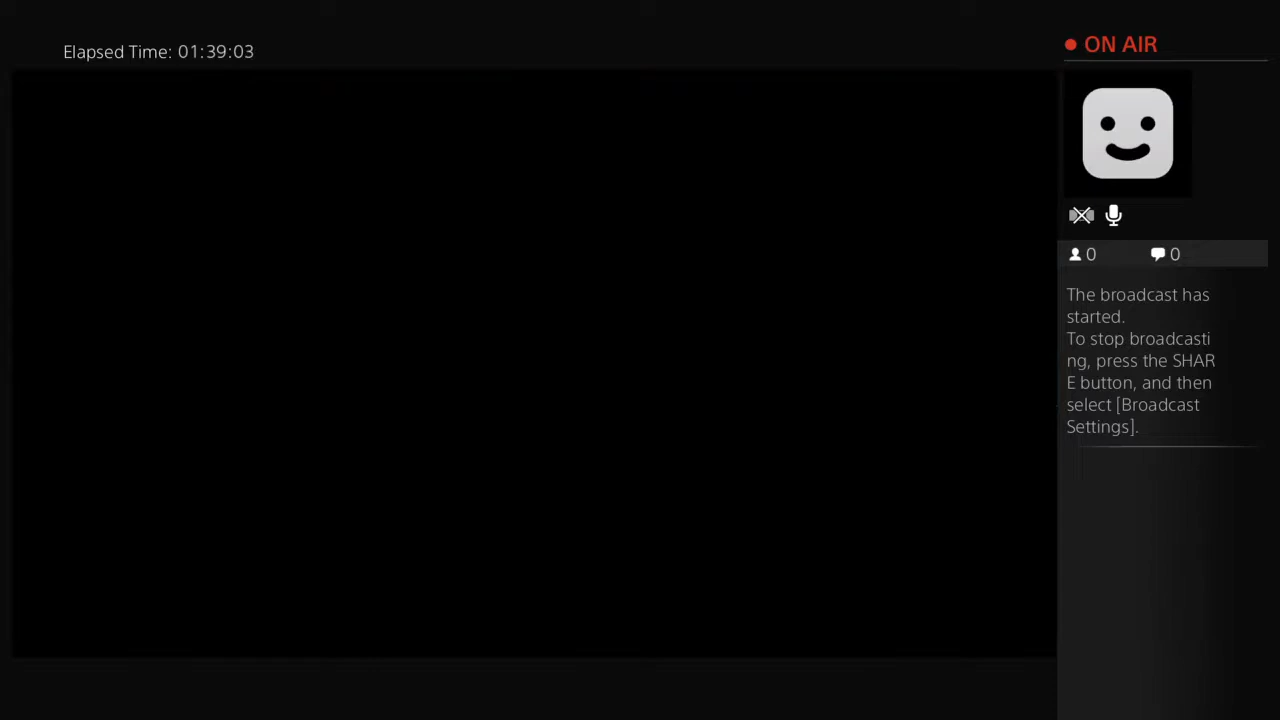 Elapsed Time: 01:39:03
ON AIR
0
0
The broadcast has
started.
To stop broadcasti
ng, press the SHAR
E button, and then
select [Broadcast
Settings].